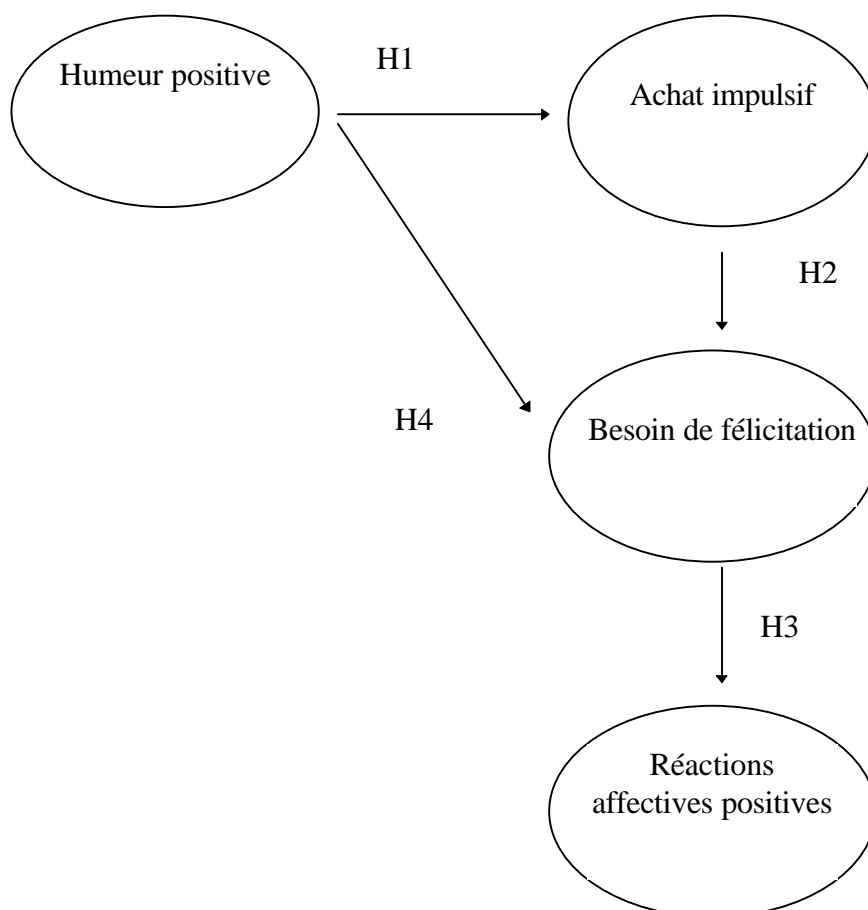 Humeur positive
H1
Achat impulsif
H2
H4
Besoin de félicitation
H3
Réactions
affectives positives